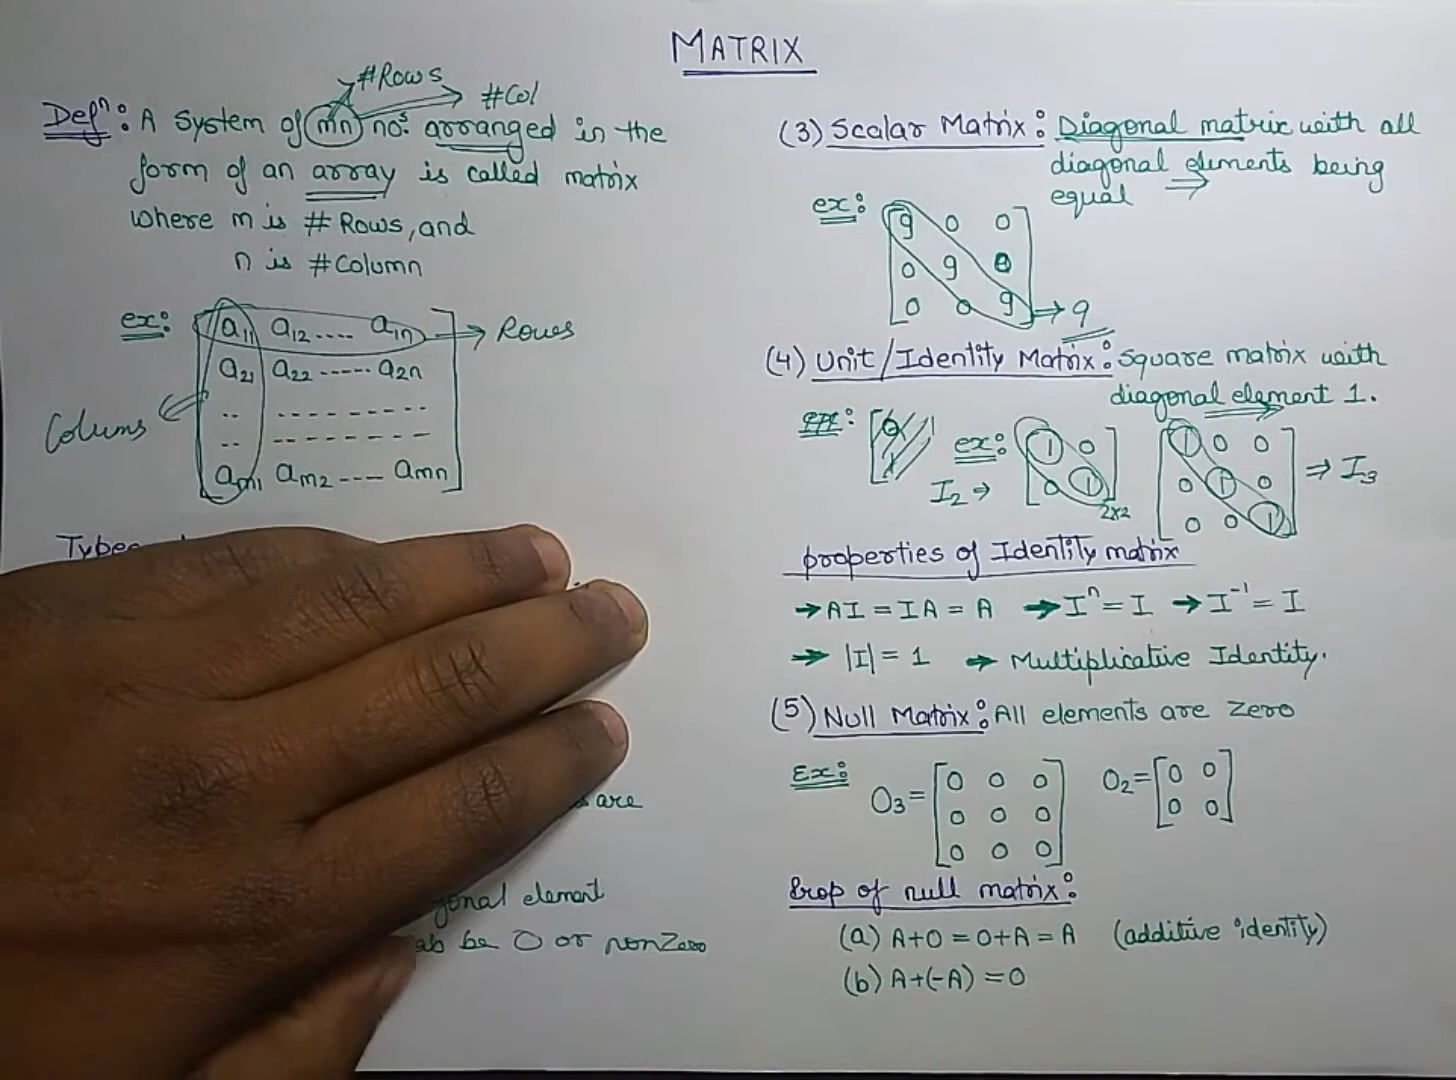 MATRIX
#Rows
#Col
Defⁿ: A system of mn no.s arranged in the
form of an array is called matrix
where m is # Rows, and
n is #Column
ex: a11 a12 .... a1n → Rows
a21 a22 ------ a2n
.. ----------
Colums
.. ---------
am1 am2 ---- amn
Types
are
gonal element
be 0 or nonZero
(3) Scalar Matrix: Diagonal matrix with all
diagonal elements being
equal ⇒
ex: [9 0 0
0 9 0
0 0 9] → 9
(4) Unit/Identity Matrix: Square matrix with
diagonal element 1.
ex: [1 0
0 1] 2x2
I2 →
[1 0 0
0 1 0
0 0 1] ⇒ I3
properties of Identity matrix
→ AI = IA = A → Iⁿ = I → I⁻¹ = I
→ |I| = 1 → Multiplicative Identity.
(5) Null Matrix: All elements are Zero
Ex: O3 = [0 0 0
0 0 0
0 0 0]
O2 = [0 0
0 0]
Prop of null matrix:
(a) A+0 = 0+A = A (additive identity)
(b) A+(-A) = 0